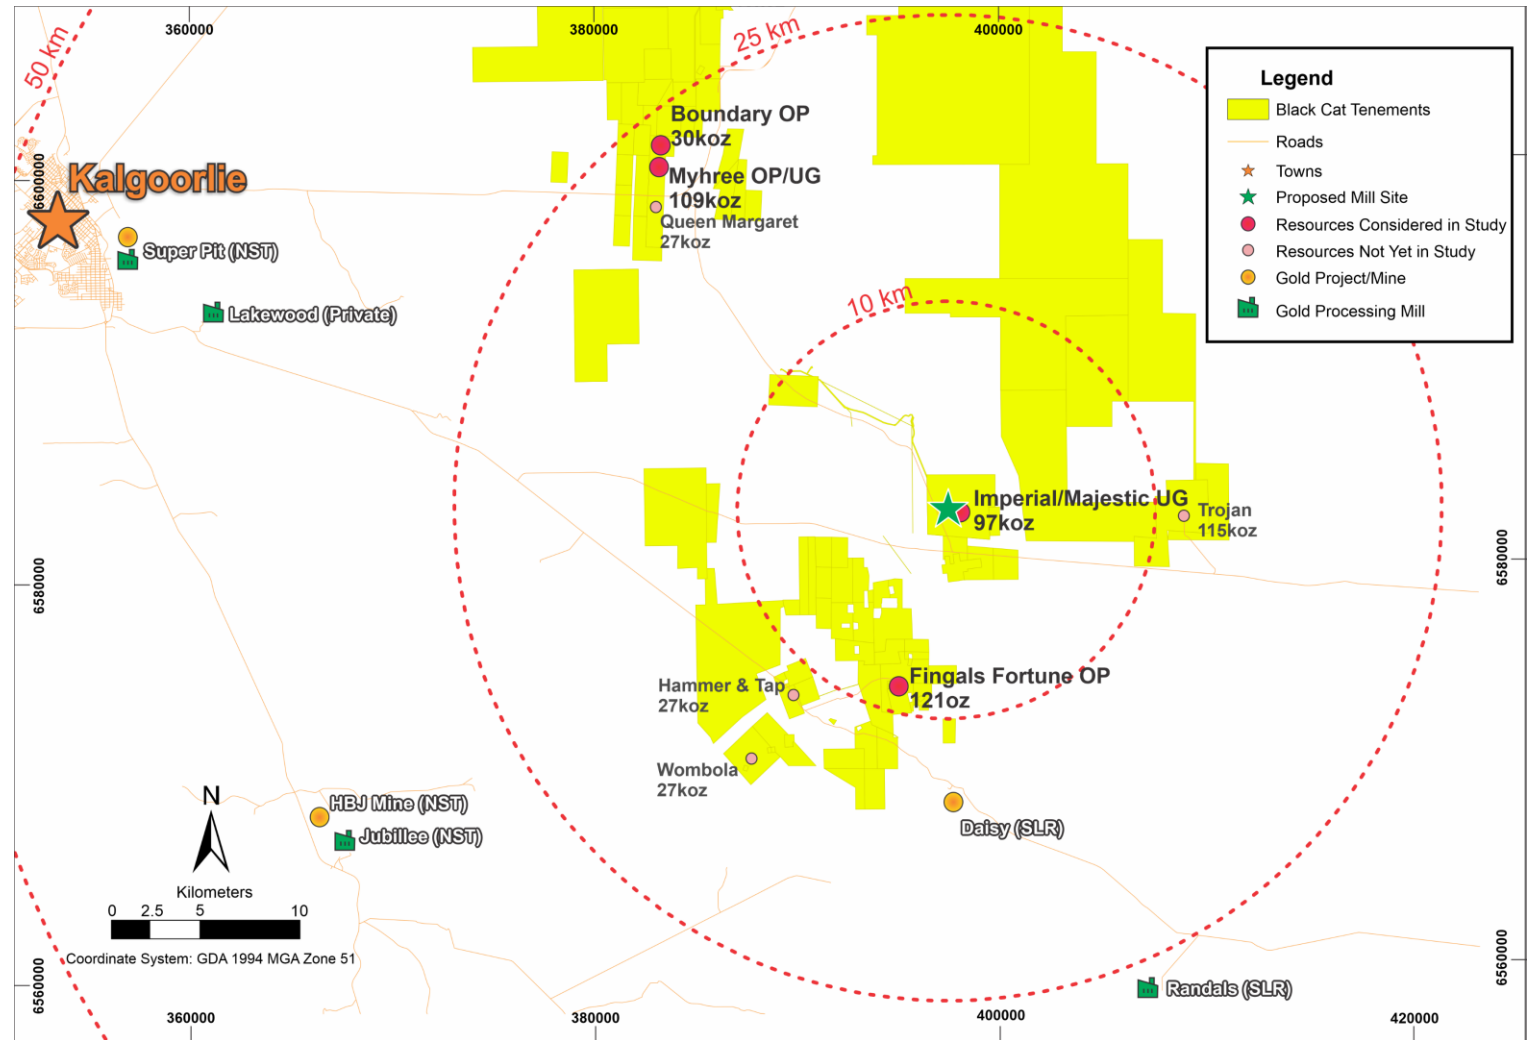 360000
380000
400000
50 km
25 km
Legend
Black Cat Tenements
Roads
Towns
Proposed Mill Site
Resources Considered in Study
Resources Not Yet in Study
Gold Project/Mine
Gold Processing Mill
Boundary OP
30koz
6600000
Kalgoorlie
Myhree OP/UG
109koz
Queen Margaret
27koz
Super Pit (NST)
Lakewood (Private)
10 km
Imperial/Majestic UG
97koz
Trojan
115koz
6580000
6580000
Fingals Fortune OP
121oz
Hammer & Tap
27koz
Wombola
27koz
HBJ Mine (NST)
Jubillee (NST)
Daisy (SLR)
N
Kilometers
0 2.5 5 10
Coordinate System: GDA 1994 MGA Zone 51
6560000
6560000
Randals (SLR)
360000
380000
400000
420000